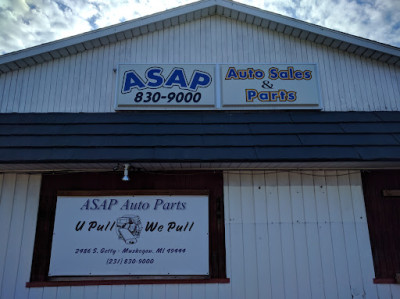 ASAP
830-9000
Auto Sales
&
Parts
ASAP Auto Parts
U Pull We Pull
2486 S. Getty - Muskegon, MI 49444
(231) 830-9000